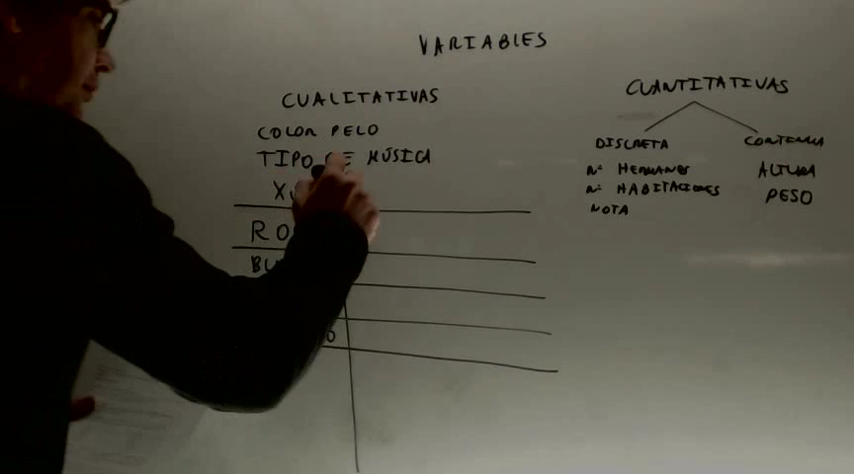 VARIABLES
CUALITATIVAS
COLOR PELO
TIPO DE MÚSICA
X
RO
BL
O
CUANTITATIVAS
DISCRETA
Nº HERMANOS
Nº HABITACIONES
NOTA
CONTINUA
ALTURA
PESO